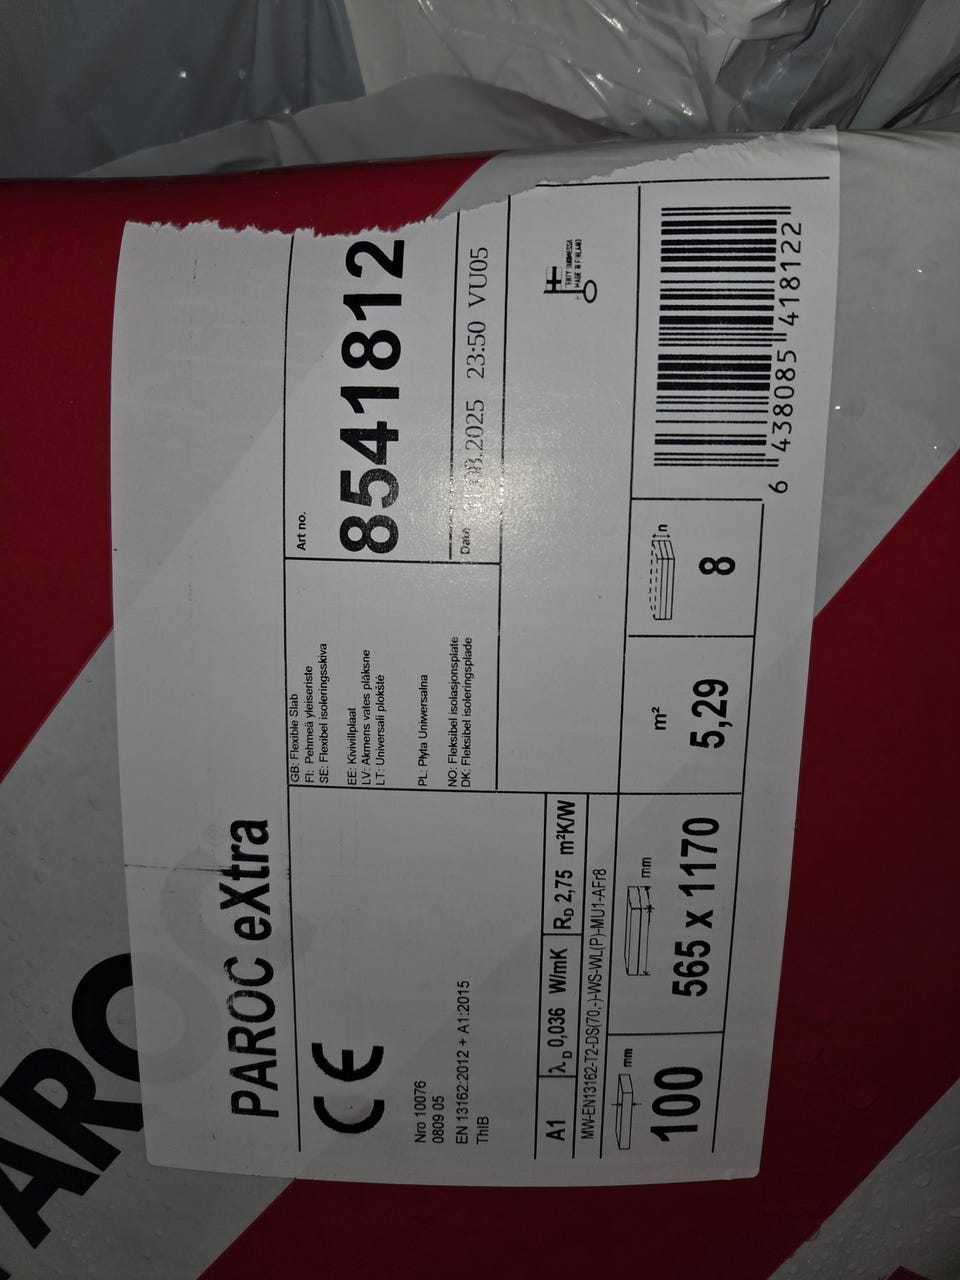 ARO
PAROC eXtra
GB: Flexible Slab
FI: Pehmeä yleiseriste
SE: Flexibel isoleringsskiva
EE: Kivivillplaat
LV: Akmens vates plāksne
LT: Universali plokštė
PL: Płyta Uniwersalna
NO: Fleksibel isolasjonsplate
DK: Fleksibel isoleringsplade
Art no.
8541812
.2025 23:50 VU05
CE
Nro 10076
0809 05
EN 13162:2012 + A1:2015
ThIB
A1 λD 0,036 W/mK RD 2,75 m²K/W
MW-EN13162-T2-DS(70,-)-WS-WL(P)-MU1-AFr8
MADE IN FINLAND
mm
100
mm
565 x 1170
m²
5,29
n
8
6 438085 418122